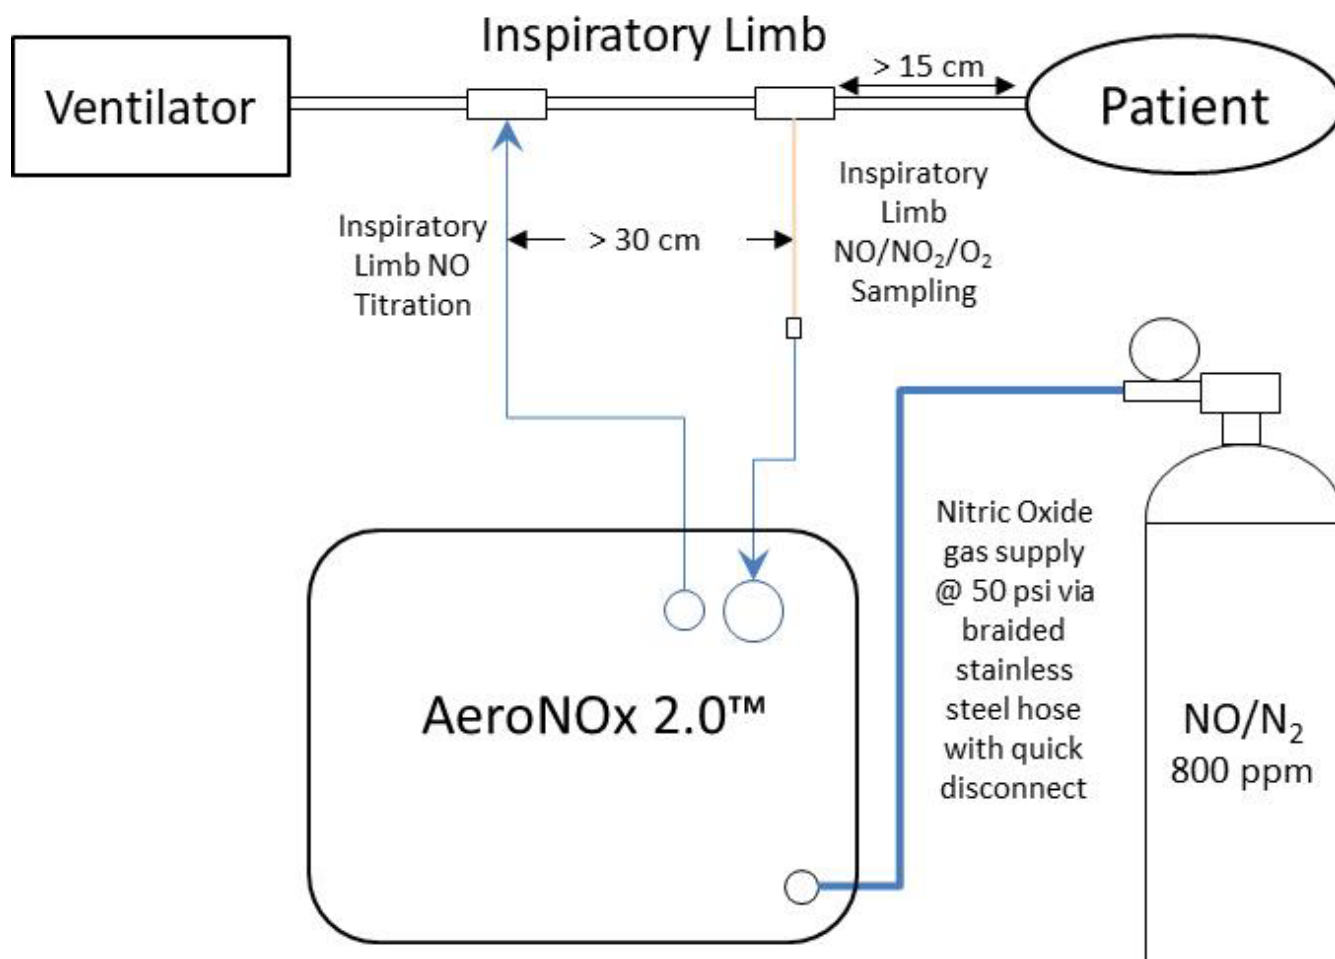 Inspiratory Limb
Ventilator
> 15 cm
Patient
Inspiratory
Limb NO
Titration
> 30 cm
Inspiratory
Limb
NO/NO₂/O₂
Sampling
Nitric Oxide
gas supply
@ 50 psi via
braided
stainless
steel hose
with quick
disconnect
AeroNOx 2.0™
NO/N₂
800 ppm